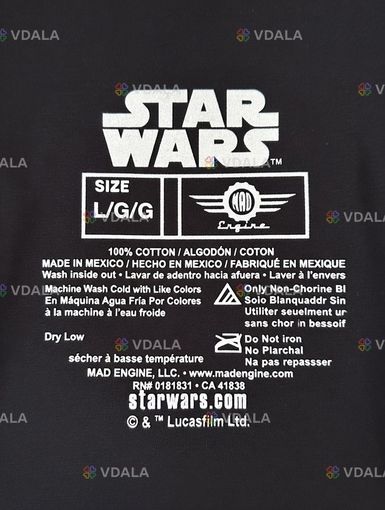 STAR
WARS™
SIZE
L/G/G
MAD
Engine
100% COTTON / ALGODÓN / COTON
MADE IN MEXICO / HECHO EN MEXICO / FABRIQUÉ EN MEXIQUE
Wash inside out • Lavar de adentro hacia afuera • Laver à l'envers
Machine Wash Cold with Like Colors
En Máquina Agua Fría Por Colores
à la machine à l'eau froide
Only Non-Chorine Bl
Solo Blanquaddr Sin
Utiliter seuelment ur
sans chor in bessoif
Dry Low
sécher à basse température
Do Not iron
No Plarchal
Na pas repassser
MAD ENGINE, LLC. • www.madengine.com
RN# 0181831 • CA 41838
starwars.com
© & ™ Lucasfilm Ltd.
VDALA